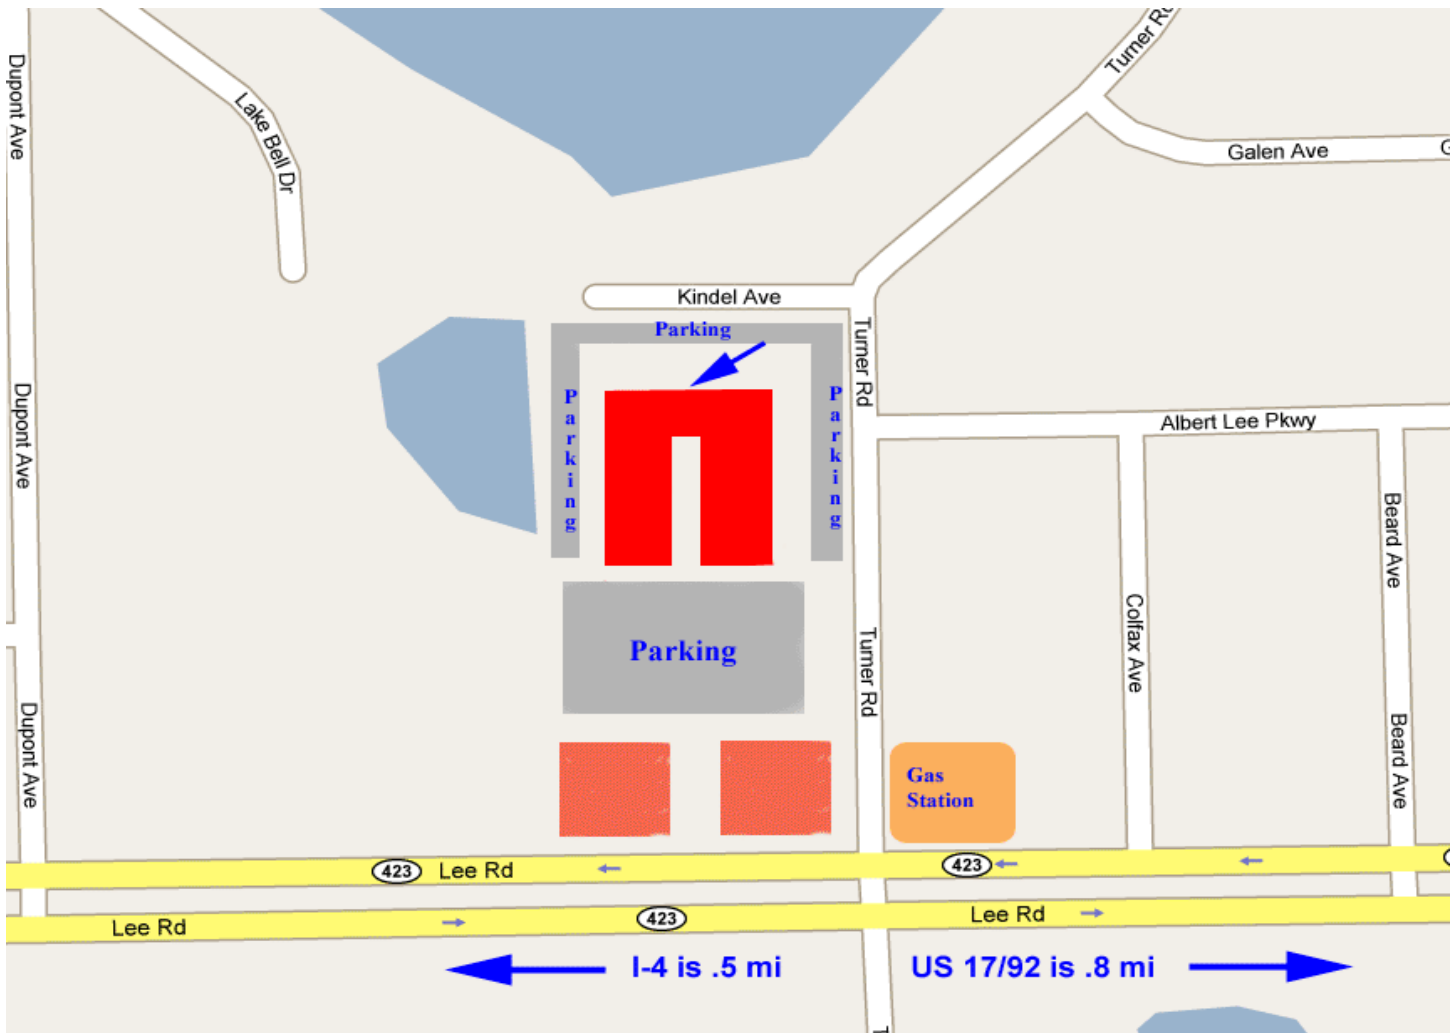 Turner Rd
Dupont Ave
Lake Bell Dr
Galen Ave
G
Kindel Ave
Parking
Turner Rd
Parking
Parking
Dupont Ave
Albert Lee Pkwy
Beard Ave
Colfax Ave
Parking
Turner Rd
Dupont Ave
Beard Ave
Gas
Station
423 Lee Rd
423
Lee Rd
423
Lee Rd
I-4 is .5 mi
US 17/92 is .8 mi